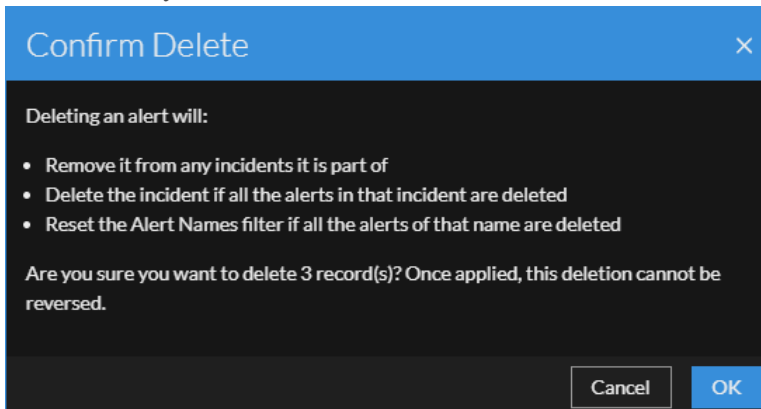 Confirm Delete
Deleting an alert will:
• Remove it from any incidents it is part of
• Delete the incident if all the alerts in that incident are deleted
• Reset the Alert Names filter if all the alerts of that name are deleted
Are you sure you want to delete 3 record(s)? Once applied, this deletion cannot be
reversed.
Cancel OK